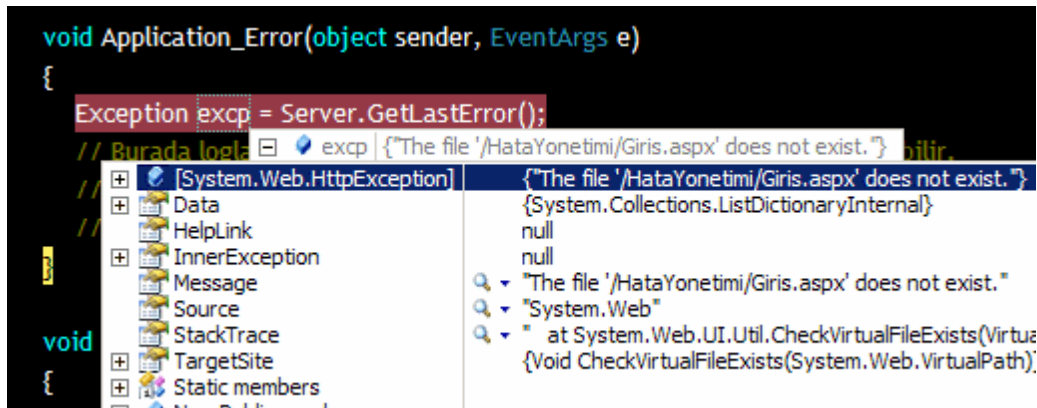 void Application_Error(object sender, EventArgs e)
{
Exception excp = Server.GetLastError();
// Burada excp {"The file '/HataYonetimi/Giris.aspx' does not exist."} bilir.
// [System.Web.HttpException] {"The file '/HataYonetimi/Giris.aspx' does not exist."}
Data {System.Collections.ListDictionaryInternal}
HelpLink null
// InnerException null
} Message "The file '/HataYonetimi/Giris.aspx' does not exist."
Source "System.Web"
void StackTrace " at System.Web.UI.Util.CheckVirtualFileExists(Virtua
TargetSite {Void CheckVirtualFileExists(System.Web.VirtualPath)}
{ Static members